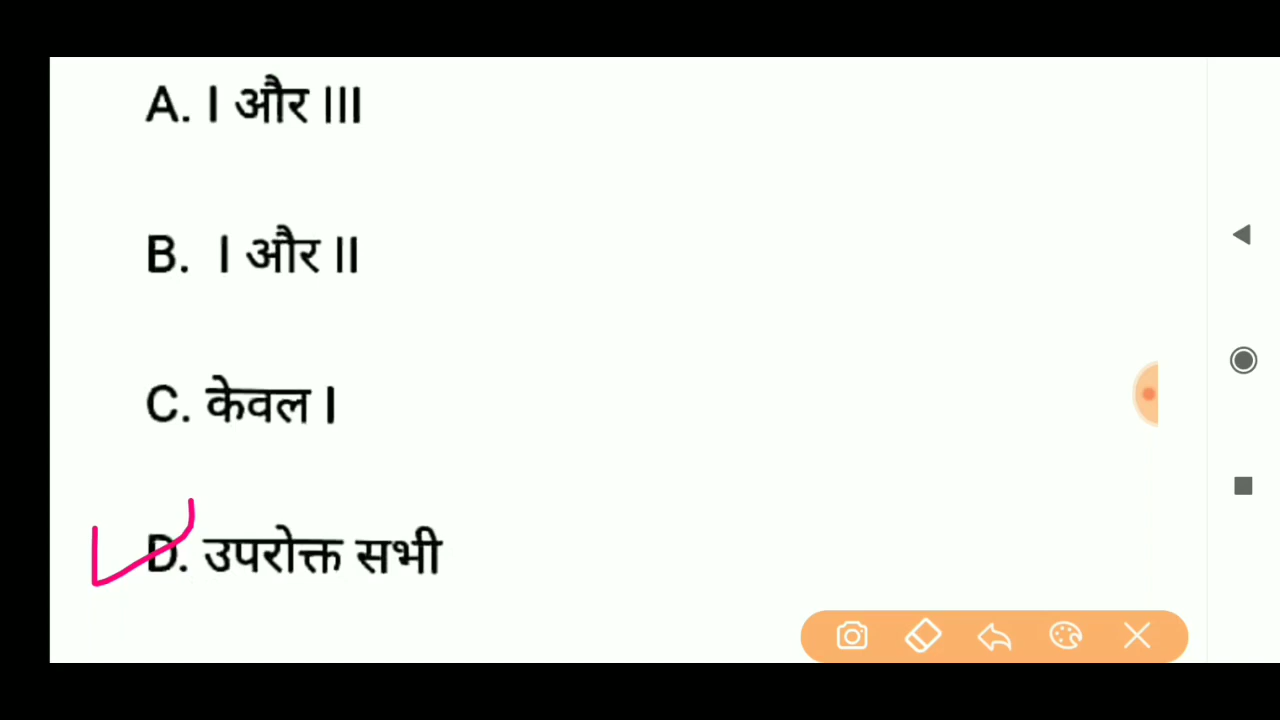 A. I और III
B. I और II
C. केवल I
D. उपरोक्त सभी